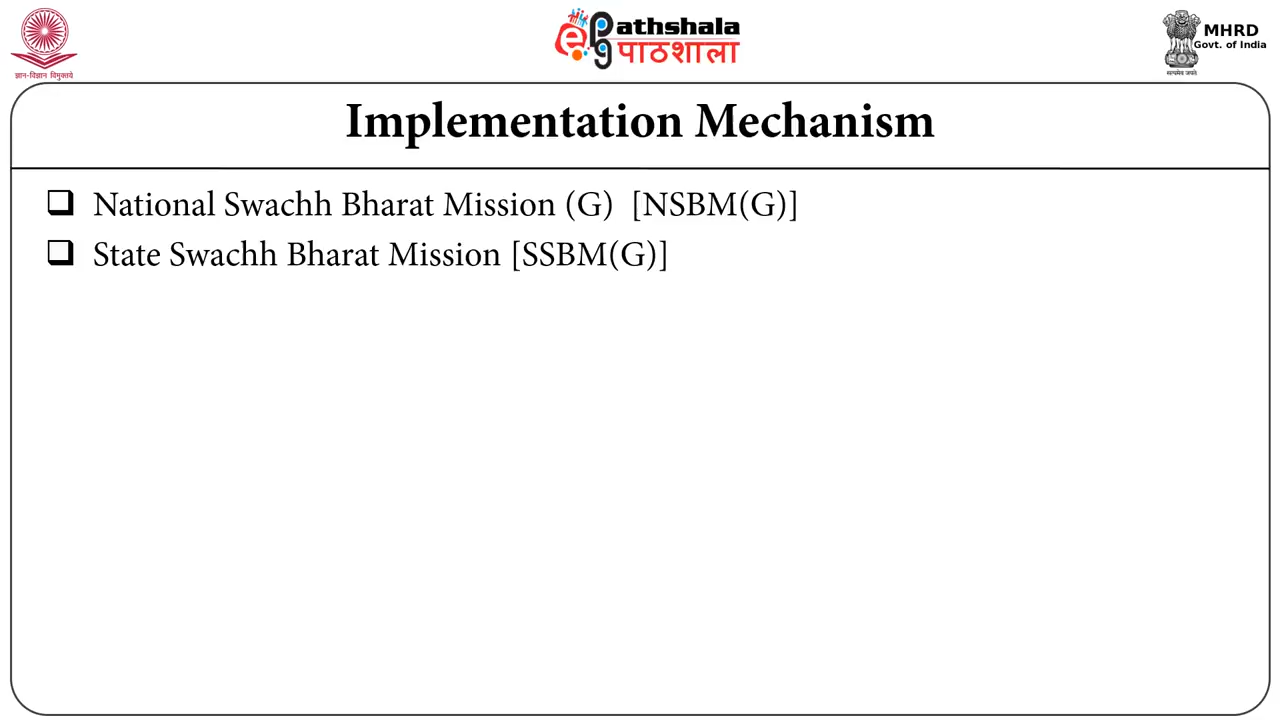 ज्ञान-विज्ञान विमुक्तये
ePathshala
पाठशाला
MHRD
Govt. of India
सत्यमेव जयते
Implementation Mechanism
National Swachh Bharat Mission (G) [NSBM(G)]
State Swachh Bharat Mission [SSBM(G)]